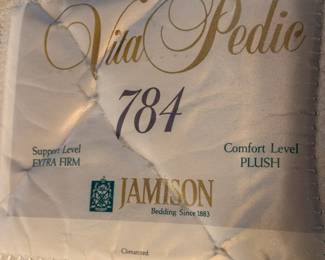 Vita Pedic
784
Support Level
EXTRA FIRM
Comfort Level
PLUSH
JAMISON
Bedding Since 1883